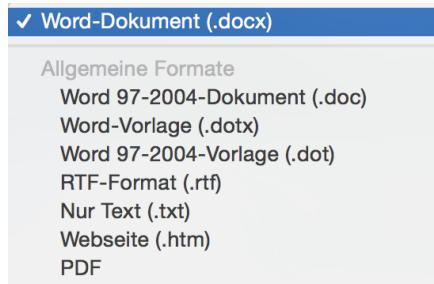 ✓ Word-Dokument (.docx)
Allgemeine Formate
Word 97-2004-Dokument (.doc)
Word-Vorlage (.dotx)
Word 97-2004-Vorlage (.dot)
RTF-Format (.rtf)
Nur Text (.txt)
Webseite (.htm)
PDF